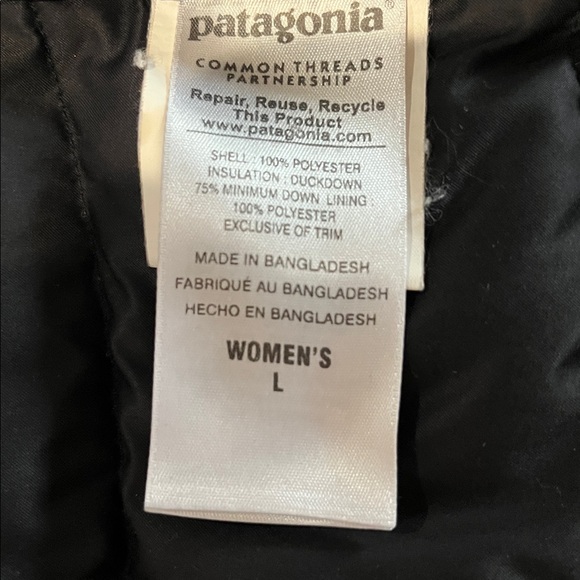 patagonia®
COMMON THREADS
PARTNERSHIP
Repair, Reuse, Recycle
This Product
www.patagonia.com
SHELL : 100% POLYESTER
INSULATION : DUCKDOWN
75% MINIMUM DOWN LINING
100% POLYESTER
EXCLUSIVE OF TRIM
MADE IN BANGLADESH
FABRIQUÉ AU BANGLADESH
HECHO EN BANGLADESH
WOMEN'S
L